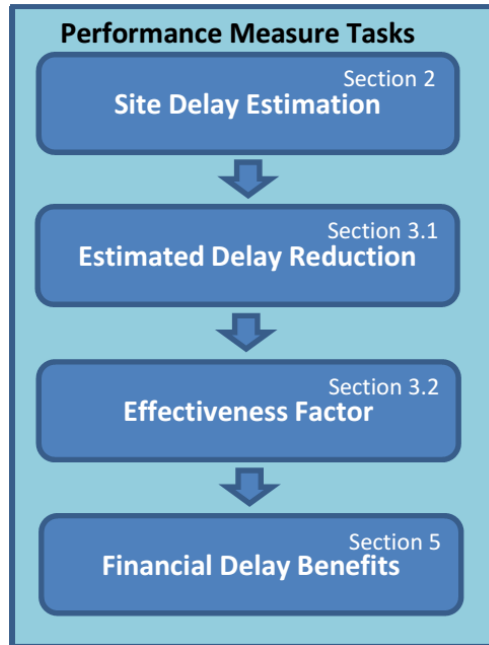 Performance Measure Tasks
Section 2
Site Delay Estimation
Section 3.1
Estimated Delay Reduction
Section 3.2
Effectiveness Factor
Section 5
Financial Delay Benefits